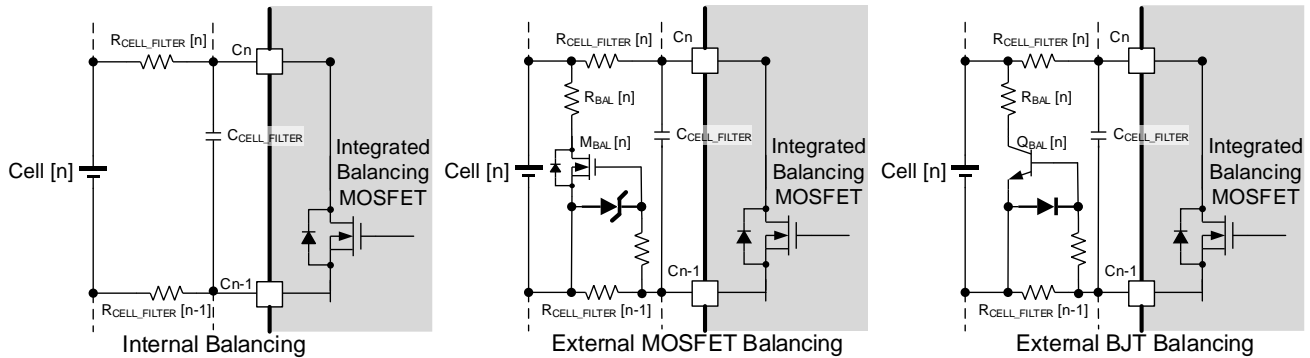 RCELL_FILTER [n]
Cn
CCELL_FILTER
Cell [n]
Integrated
Balancing
MOSFET
Cn-1
RCELL_FILTER [n-1]
Internal Balancing
RCELL_FILTER [n]
Cn
RBAL [n]
MBAL [n]
CCELL_FILTER
Cell [n]
Integrated
Balancing
MOSFET
Cn-1
RCELL_FILTER [n-1]
External MOSFET Balancing
RCELL_FILTER [n]
Cn
RBAL [n]
QBAL [n]
CCELL_FILTER
Cell [n]
Integrated
Balancing
MOSFET
Cn-1
RCELL_FILTER [n-1]
External BJT Balancing